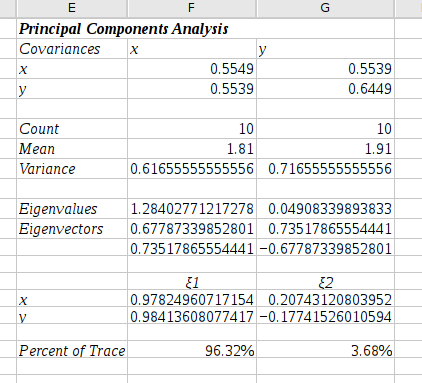 E F G
Principal Components Analysis
Covariances x y
x 0.5549 0.5539
y 0.5539 0.6449
Count 10 10
Mean 1.81 1.91
Variance 0.61655555555556 0.71655555555556
Eigenvalues 1.28402771217278 0.04908339893833
Eigenvectors 0.67787339852801 0.73517865554441
0.73517865554441 −0.67787339852801
ξ1 ξ2
x 0.97824960717154 0.20743120803952
y 0.98413608077417 −0.17741526010594
Percent of Trace 96.32% 3.68%